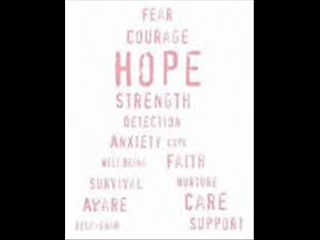 FEAR
COURAGE
HOPE
STRENGTH
DETECTION
ANXIETY COPE
WELLBEING FAITH
SURVIVAL NURTURE
AWARE CARE
SELF-EXAM SUPPORT